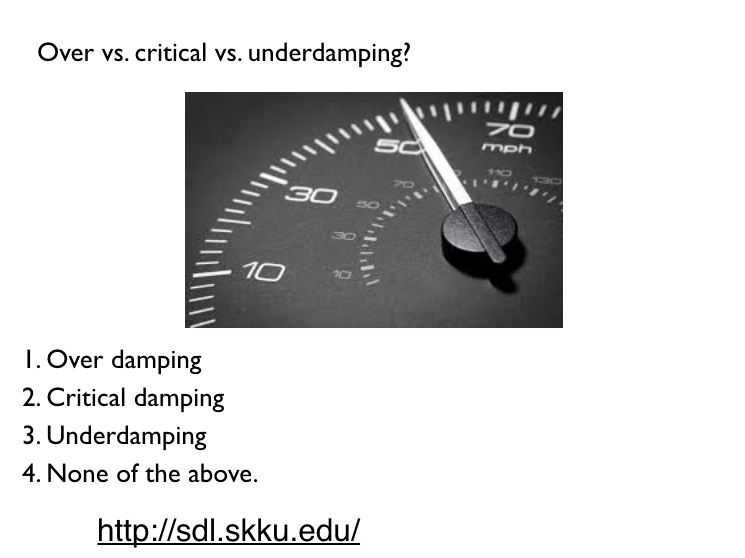 Over vs. critical vs. underdamping?
70
mph
50
110
130
70
30
50
30
10
10
1. Over damping
2. Critical damping
3. Underdamping
4. None of the above.
http://sdl.skku.edu/